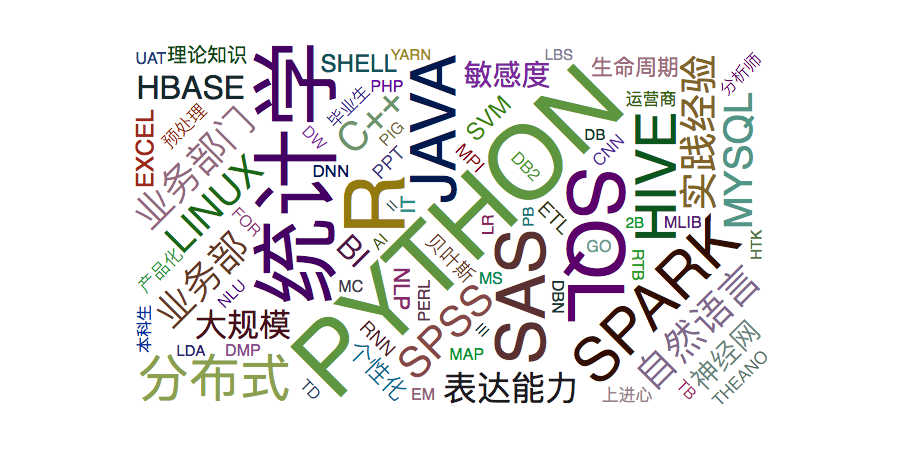 UAT
理论知识
统计学
SHELL
YARN
JAVA
敏感度
LBS
生命周期
分析师
HBASE
PHP
毕业生
C++
PIG
SVM
PYTHON
运营商
实践经验
EXCEL
预处理
DW
DNN
PPT
MPI
DB2
DB
CNN
HIVE
MYSQL
业务部门
LINUX
FOR
R
IT
II
AI
LR
PB
ETL
SQL
GO
2B
MLIB
HTK
产品化
NLU
业务部
BI
MC
NLP
贝叶斯
PERL
MS
SAS
DBN
RTB
SPARK
本科生
大规模
LDA
DMP
RNN
个性化
SPSS
III
MAP
自然语言
神经网
THEANO
分布式
TD
EM
表达能力
上进心
TB